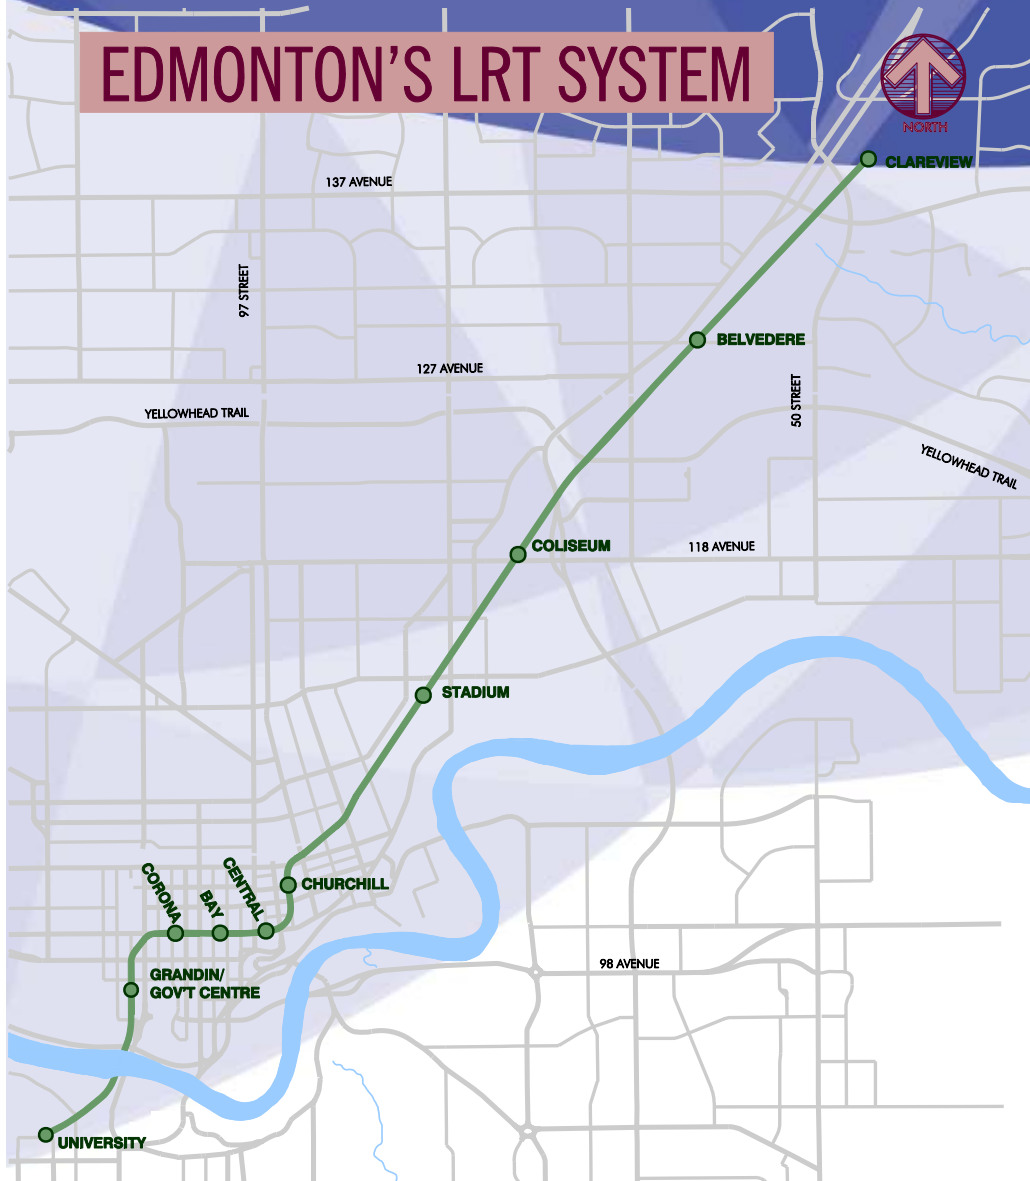 EDMONTON'S LRT SYSTEM
NORTH
CLAREVIEW
137 AVENUE
97 STREET
BELVEDERE
127 AVENUE
50 STREET
YELLOWHEAD TRAIL
YELLOWHEAD TRAIL
COLISEUM
118 AVENUE
STADIUM
CHURCHILL
CORONA
BAY
CENTRAL
98 AVENUE
GRANDIN/
GOV'T CENTRE
UNIVERSITY